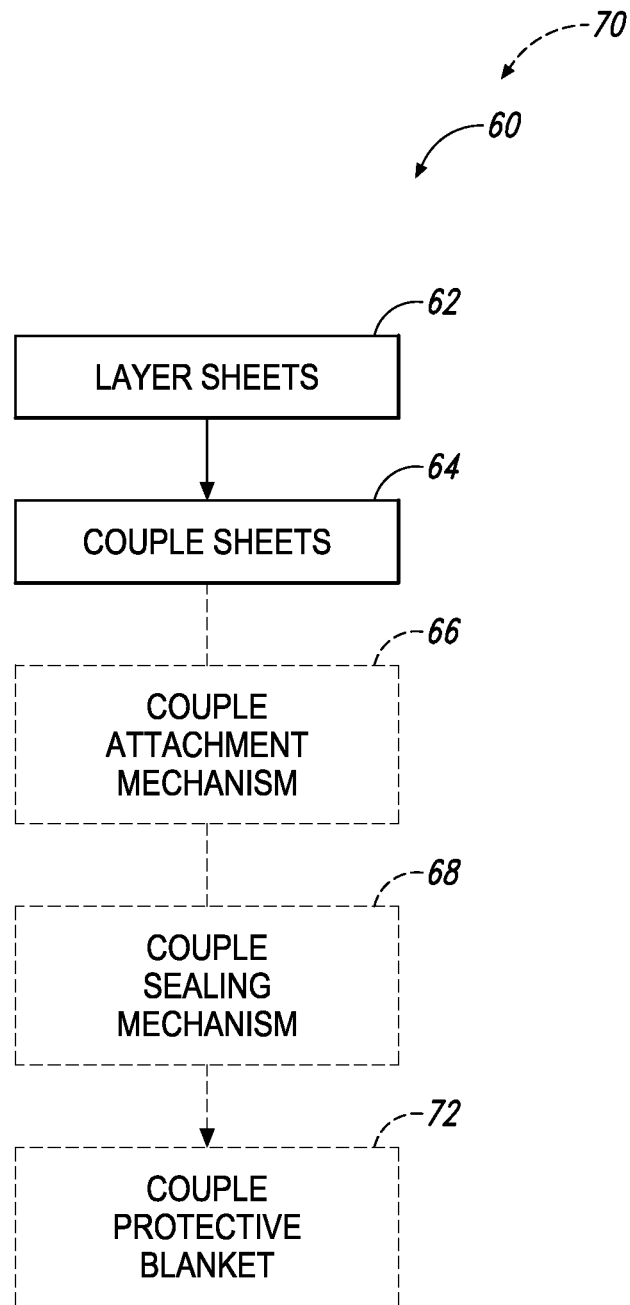 70
60
62
LAYER SHEETS
64
COUPLE SHEETS
66
COUPLE
ATTACHMENT
MECHANISM
68
COUPLE
SEALING
MECHANISM
72
COUPLE
PROTECTIVE
BLANKET